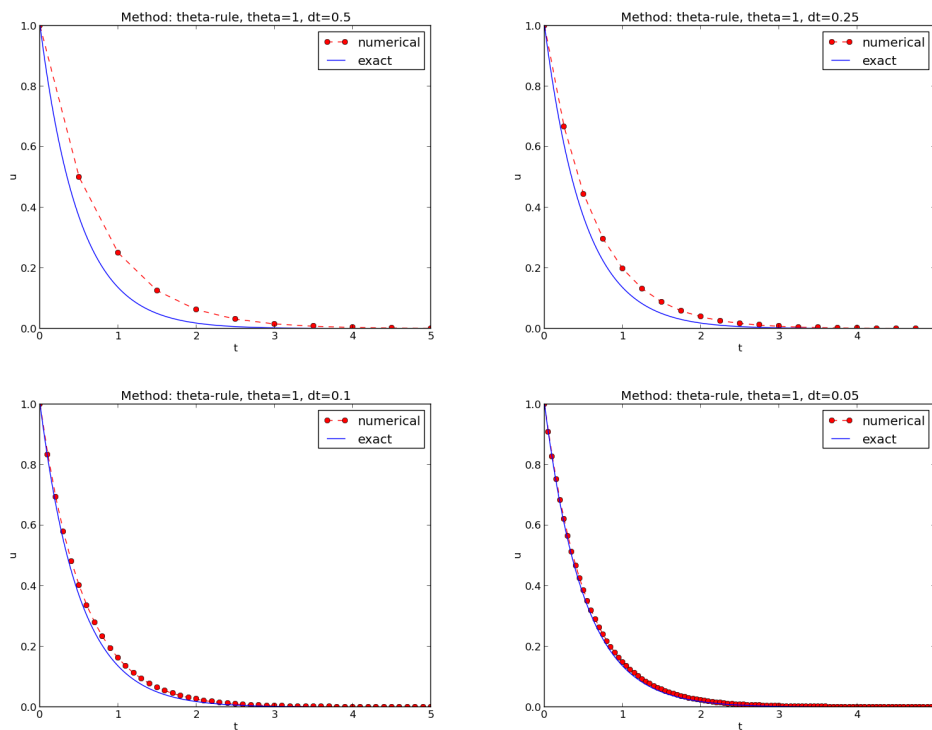 Method: theta-rule, theta=1, dt=0.5
1.0
0.8
0.6
0.4
0.2
0.0
u
numerical
exact
0 1 2 3 4 5
t
Method: theta-rule, theta=1, dt=0.25
1.0
0.8
0.6
0.4
0.2
0.0
u
numerical
exact
0 1 2 3 4
t
Method: theta-rule, theta=1, dt=0.1
1.0
0.8
0.6
0.4
0.2
0.0
u
numerical
exact
0 1 2 3 4 5
t
Method: theta-rule, theta=1, dt=0.05
1.0
0.8
0.6
0.4
0.2
0.0
u
numerical
exact
0 1 2 3 4
t